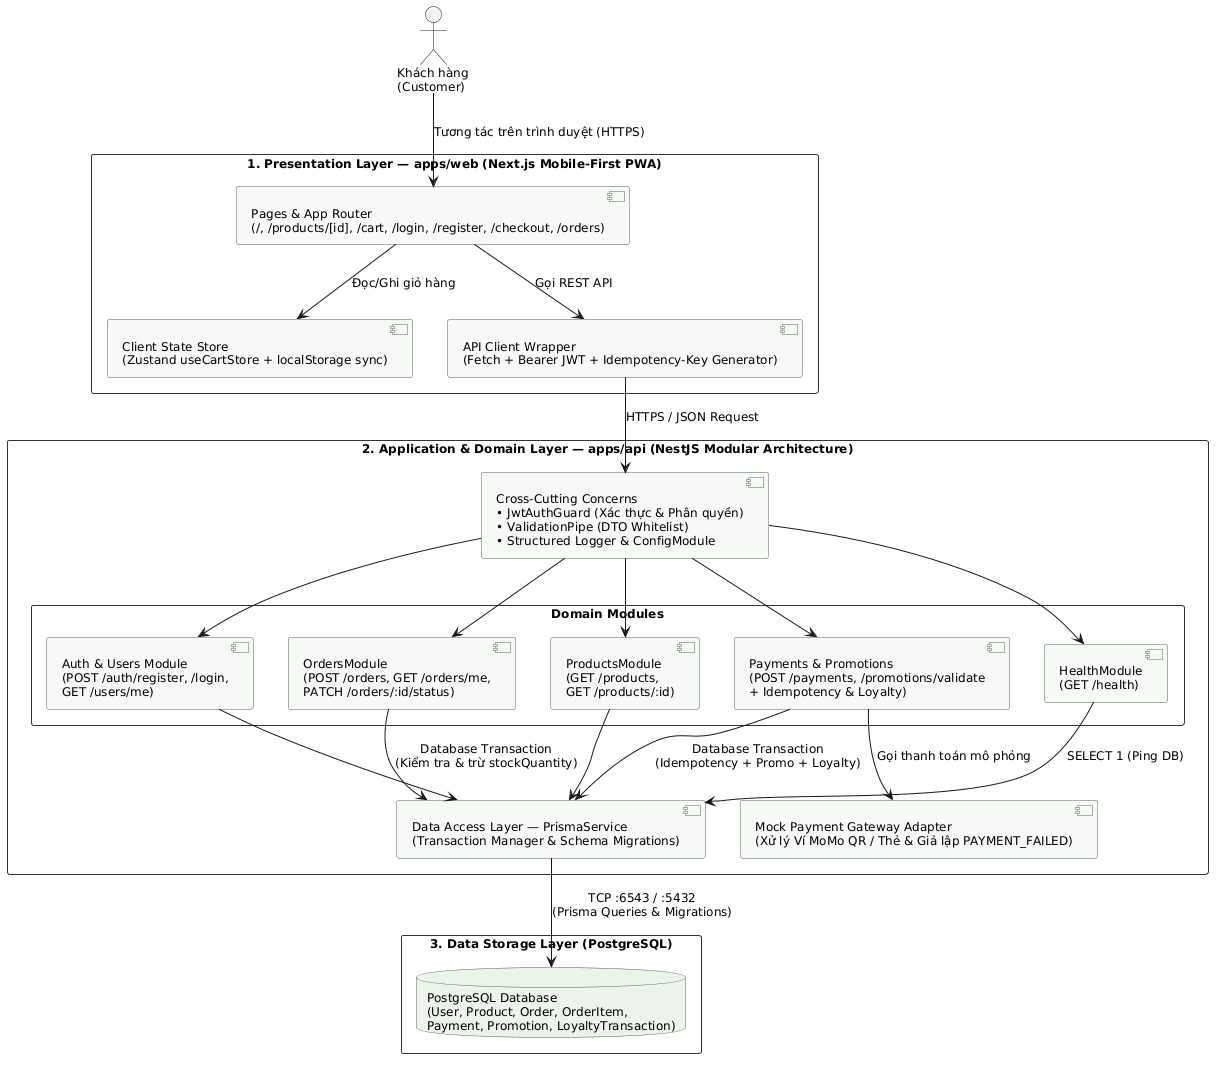 Khách hàng
(Customer)
Tương tác trên trình duyệt (HTTPS)
1. Presentation Layer — apps/web (Next.js Mobile-First PWA)
Pages & App Router
(/, /products/[id], /cart, /login, /register, /checkout, /orders)
Đọc/Ghi giỏ hàng
Gọi REST API
Client State Store
(Zustand useCartStore + localStorage sync)
API Client Wrapper
(Fetch + Bearer JWT + Idempotency-Key Generator)
HTTPS / JSON Request
2. Application & Domain Layer — apps/api (NestJS Modular Architecture)
Cross-Cutting Concerns
• JwtAuthGuard (Xác thực & Phân quyền)
• ValidationPipe (DTO Whitelist)
• Structured Logger & ConfigModule
Domain Modules
Auth & Users Module
(POST /auth/register, /login,
GET /users/me)
OrdersModule
(POST /orders, GET /orders/me,
PATCH /orders/:id/status)
ProductsModule
(GET /products,
GET /products/:id)
Payments & Promotions
(POST /payments, /promotions/validate
+ Idempotency & Loyalty)
HealthModule
(GET /health)
Database Transaction
(Kiểm tra & trừ stockQuantity)
Database Transaction
(Idempotency + Promo + Loyalty)
Gọi thanh toán mô phỏng
SELECT 1 (Ping DB)
Data Access Layer — PrismaService
(Transaction Manager & Schema Migrations)
Mock Payment Gateway Adapter
(Xử lý Ví MoMo QR / Thẻ & Giả lập PAYMENT_FAILED)
TCP :6543 / :5432
(Prisma Queries & Migrations)
3. Data Storage Layer (PostgreSQL)
PostgreSQL Database
(User, Product, Order, OrderItem,
Payment, Promotion, LoyaltyTransaction)